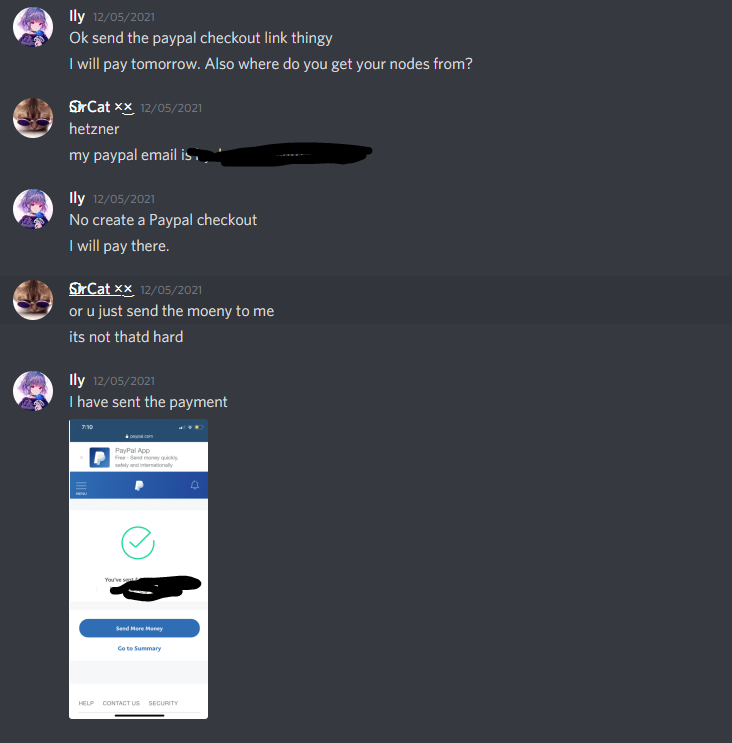 Ily 12/05/2021
Ok send the paypal checkout link thingy
I will pay tomorrow. Also where do you get your nodes from?
SrCat ×× 12/05/2021
hetzner
my paypal email is
Ily 12/05/2021
No create a Paypal checkout
I will pay there.
SrCat ×× 12/05/2021
or u just send the moeny to me
its not thatd hard
Ily 12/05/2021
I have sent the payment
7:10
paypal.com
PayPal App
Free - Send money quickly,
safely and internationally
MENU
You've sent
Send More Money
Go to Summary
HELP CONTACT US SECURITY